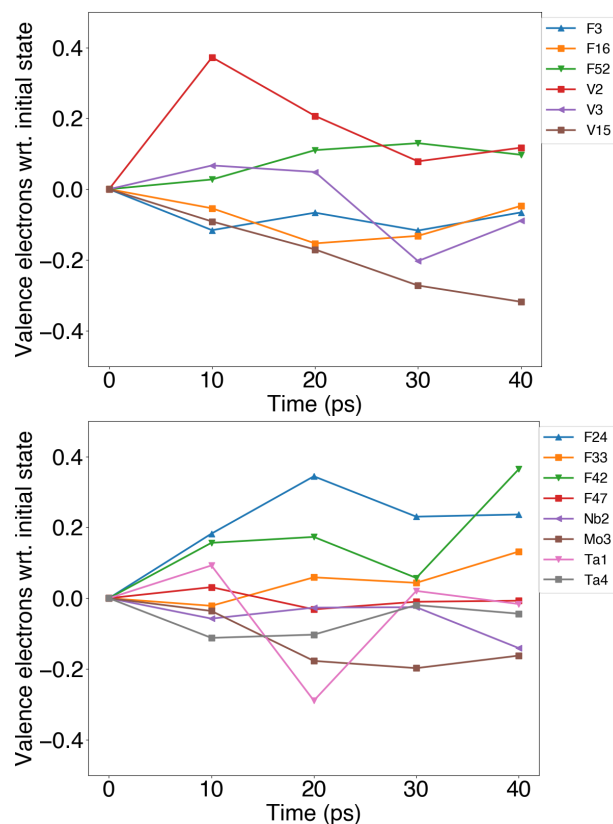 Valence electrons wrt. initial state
0.4
0.2
0.0
−0.2
−0.4
0
10
20
30
40
Time (ps)
F3
F16
F52
V2
V3
V15
Valence electrons wrt. initial state
0.4
0.2
0.0
−0.2
−0.4
0
10
20
30
40
Time (ps)
F24
F33
F42
F47
Nb2
Mo3
Ta1
Ta4